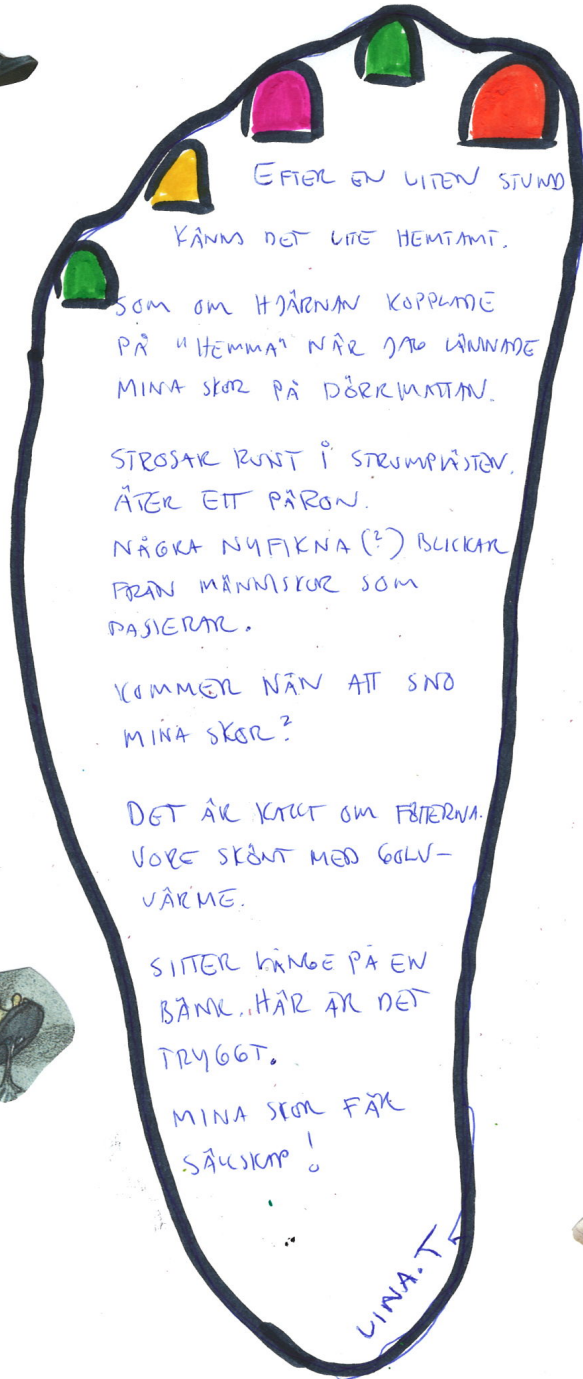 EFTER EN LITEN STUND
KÄNNS DET LITE HEMTAMT.
SOM OM HJÄRNAN KOPPLADE
PÅ "HEMMA" NÄR JAG LÄMNADE
MINA SKOR PÅ DÖRRMATTAN.
STROSAR RUNT I STRUMPLÄSTEN.
ÄTER ETT PÄRON.
NÅGRA NYFIKNA (?) BLICKAR
FRÅN MÄNNISKOR SOM
PASSERAR.
KOMMER NÅN ATT SNO
MINA SKOR?
DET ÄR KALLT OM FÖTTERNA.
VORE SKÖNT MED GOLV-
VÄRME.
SITTER LÄNGE PÅ EN
BÄNK. HÄR ÄR DET
TRYGGT.
MINA SKOR FÅR
SÄLLSKAP!
LINA.T